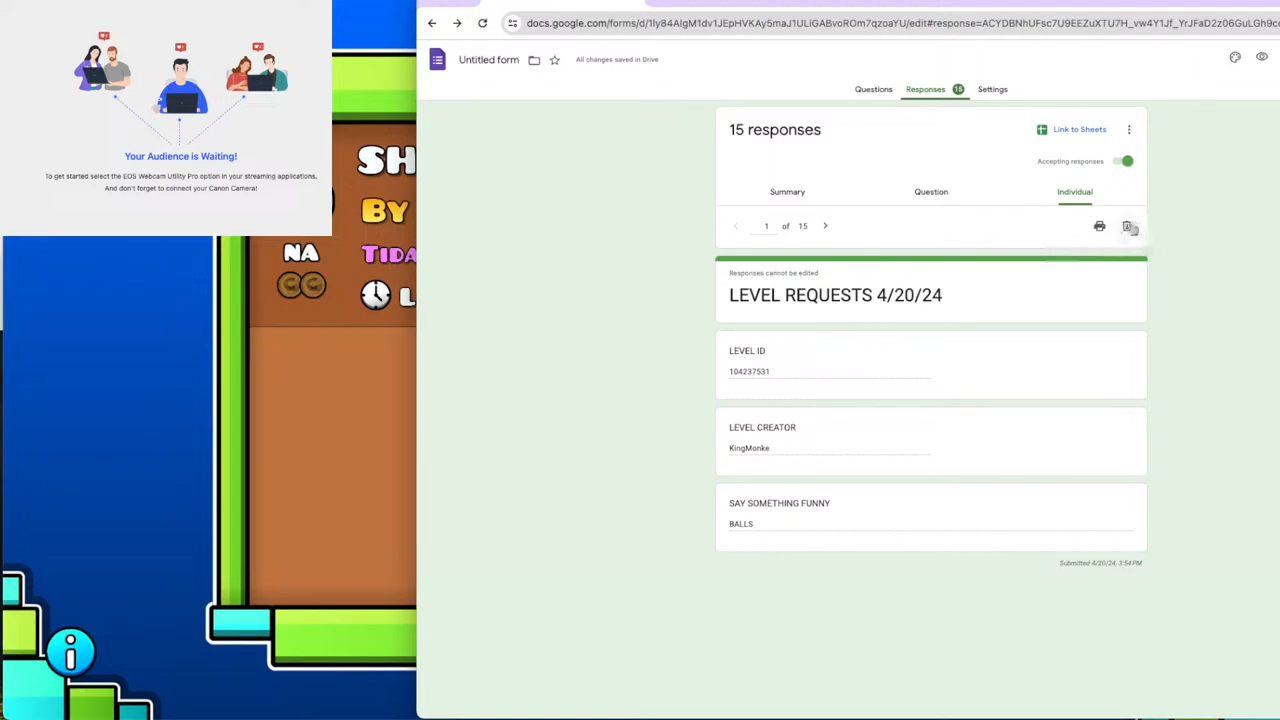 Your Audience is Waiting!
To get started select the EOS Webcam Utility Pro option in your streaming applications.
And don't forget to connect your Canon Camera!
SH
BY
NA
TIDA
L
docs.google.com/forms/d/1Iy84AlgM1dv1JEpHVKAy5maJ1ULiGABvoROm7qzoaYU/edit#response=ACYDBNhUFsc7U9EEZuXTU7H_vw4Y1Jf_YrJFaD2z06GuLGh9c
Untitled form
All changes saved in Drive
Questions
Responses 15
Settings
15 responses
Link to Sheets
Accepting responses
Summary
Question
Individual
1 of 15
Responses cannot be edited
LEVEL REQUESTS 4/20/24
LEVEL ID
104237531
LEVEL CREATOR
KingMonke
SAY SOMETHING FUNNY
BALLS
Submitted 4/20/24, 3:54 PM